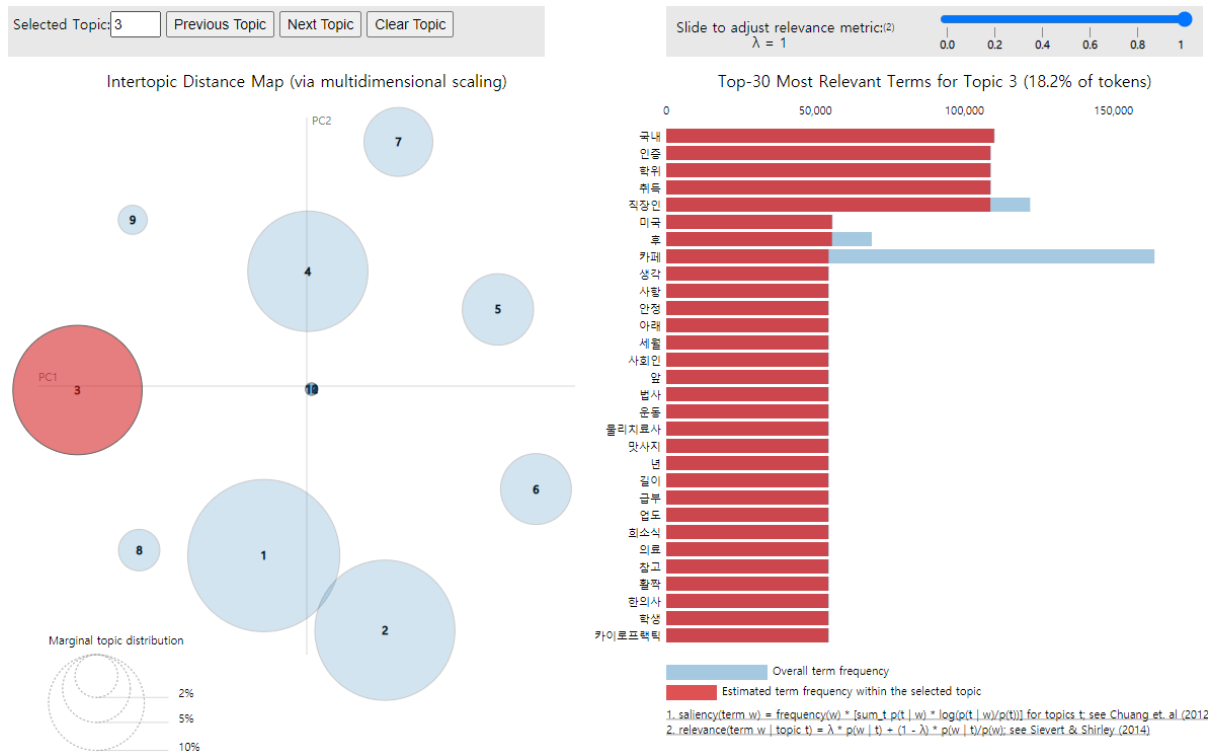 Selected Topic: 3 Previous Topic Next Topic Clear Topic
Slide to adjust relevance metric:(2)
λ = 1
0.0 0.2 0.4 0.6 0.8 1
Intertopic Distance Map (via multidimensional scaling)
PC2
7
9
4
5
PC1
3
10
6
8
1
2
Marginal topic distribution
2%
5%
10%
Top-30 Most Relevant Terms for Topic 3 (18.2% of tokens)
0 50,000 100,000 150,000
국내
인증
학위
취득
직장인
미국
후
카페
생각
사항
안정
아래
세월
사회인
앞
법사
운동
물리치료사
맛사지
년
길이
급부
업도
희소식
의료
참고
활짝
한의사
학생
카이로프랙틱
Overall term frequency
Estimated term frequency within the selected topic
1. saliency(term w) = frequency(w) * [sum_t p(t | w) * log(p(t | w)/p(t))] for topics t; see Chuang et. al (2012
2. relevance(term w | topic t) = λ * p(w | t) + (1 - λ) * p(w | t)/p(w); see Sievert & Shirley (2014)